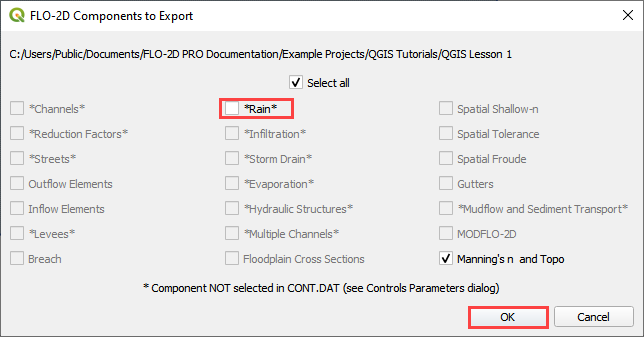 FLO-2D Components to Export
C:/Users/Public/Documents/FLO-2D PRO Documentation/Example Projects/QGIS Tutorials/QGIS Lesson 1
Select all
*Channels* *Rain* Spatial Shallow-n
*Reduction Factors* *Infiltration* Spatial Tolerance
*Streets* *Storm Drain* Spatial Froude
Outflow Elements *Evaporation* Gutters
Inflow Elements *Hydraulic Structures* *Mudflow and Sediment Transport*
*Levees* *Multiple Channels* MODFLO-2D
Breach Floodplain Cross Sections Manning's n and Topo
* Component NOT selected in CONT.DAT (see Controls Parameters dialog)
OK Cancel